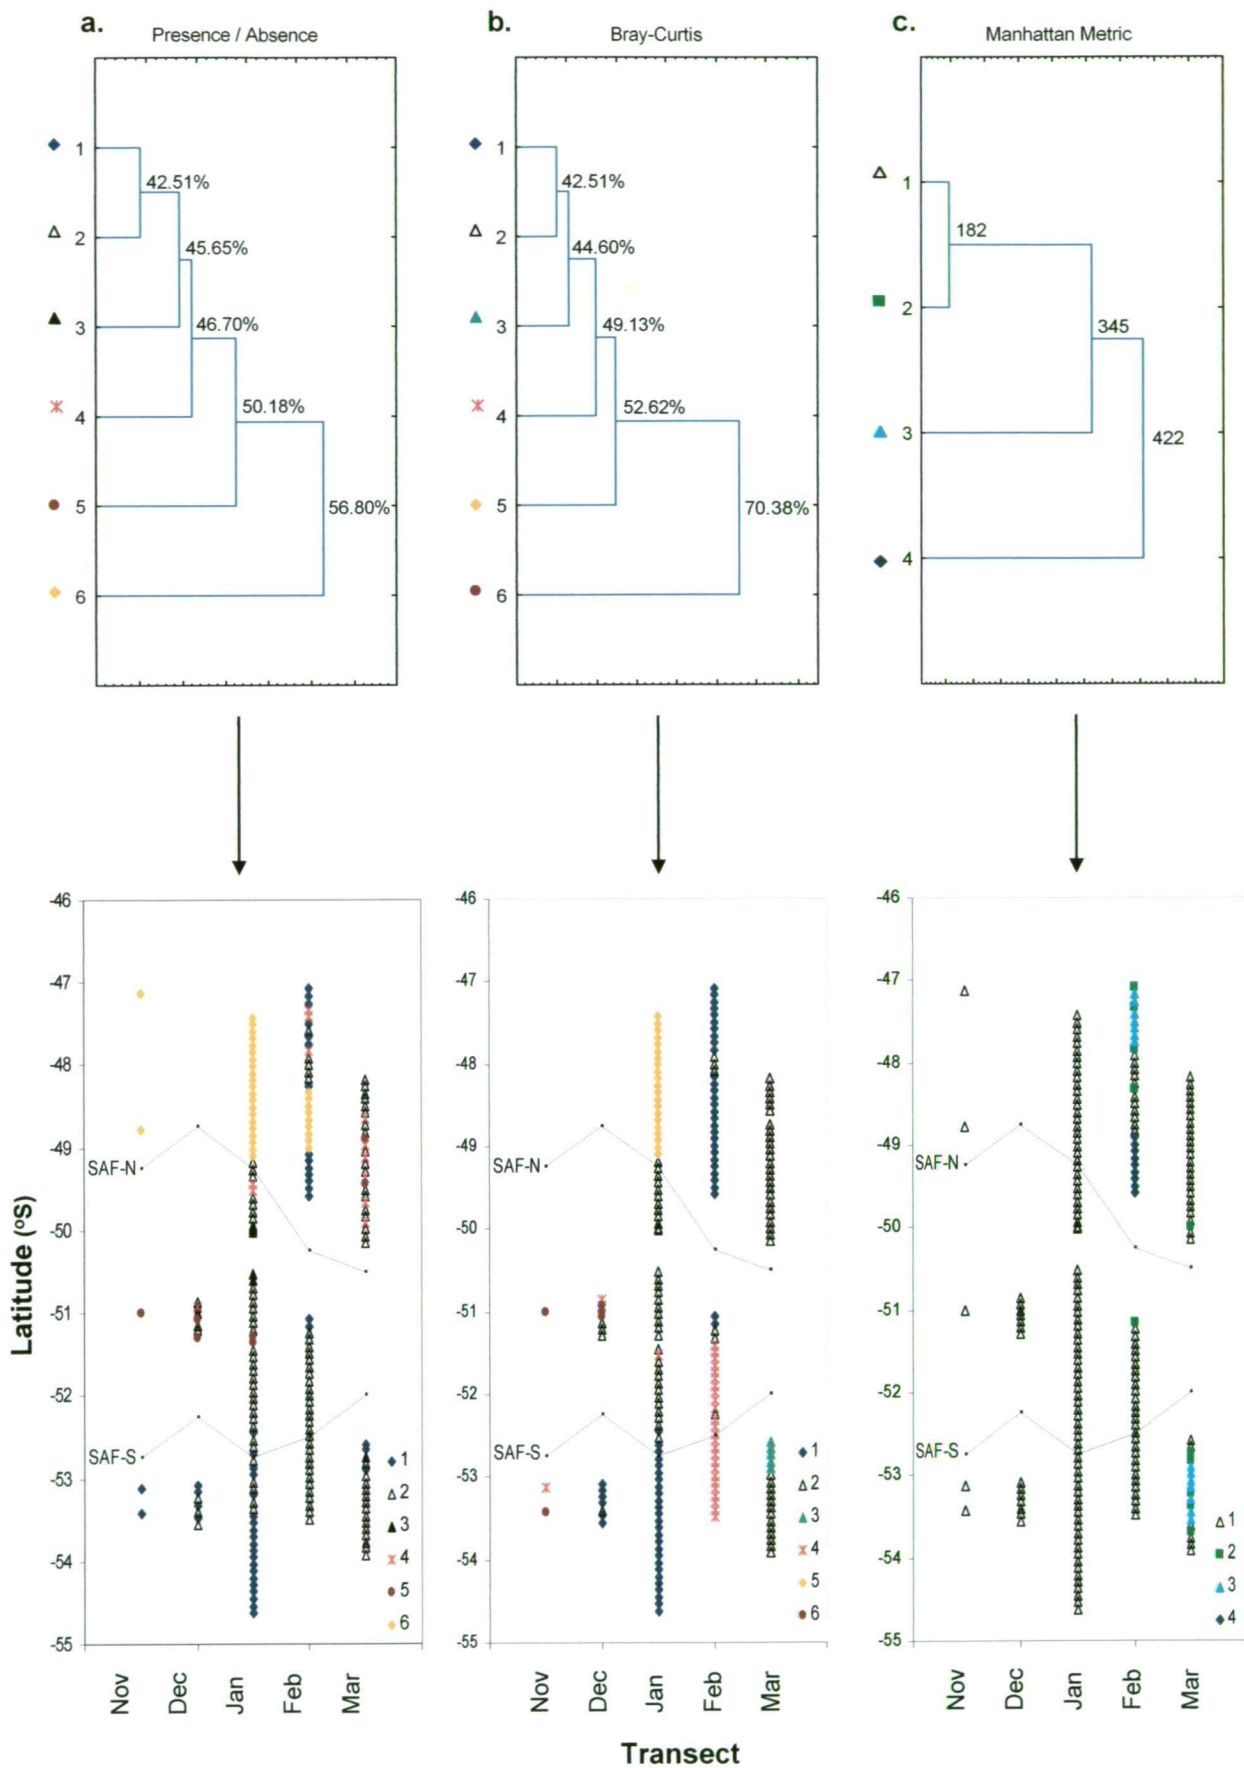 a.
Presence / Absence
1
42.51%
2
45.65%
3
46.70%
4
50.18%
5
56.80%
6
b.
Bray-Curtis
1
42.51%
2
44.60%
3
49.13%
4
52.62%
5
70.38%
6
c.
Manhattan Metric
1
182
2
345
3
422
4
Latitude (°S)
-46
-47
-48
-49
SAF-N
-50
-51
-52
SAF-S
-53
-54
-55
1
2
3
4
5
6
Nov
Dec
Jan
Feb
Mar
-46
-47
-48
-49
SAF-N
-50
-51
-52
SAF-S
-53
-54
-55
1
2
3
4
5
6
Nov
Dec
Jan
Feb
Mar
-46
-47
-48
-49
SAF-N
-50
-51
-52
SAF-S
-53
-54
-55
1
2
3
4
Nov
Dec
Jan
Feb
Mar
Transect